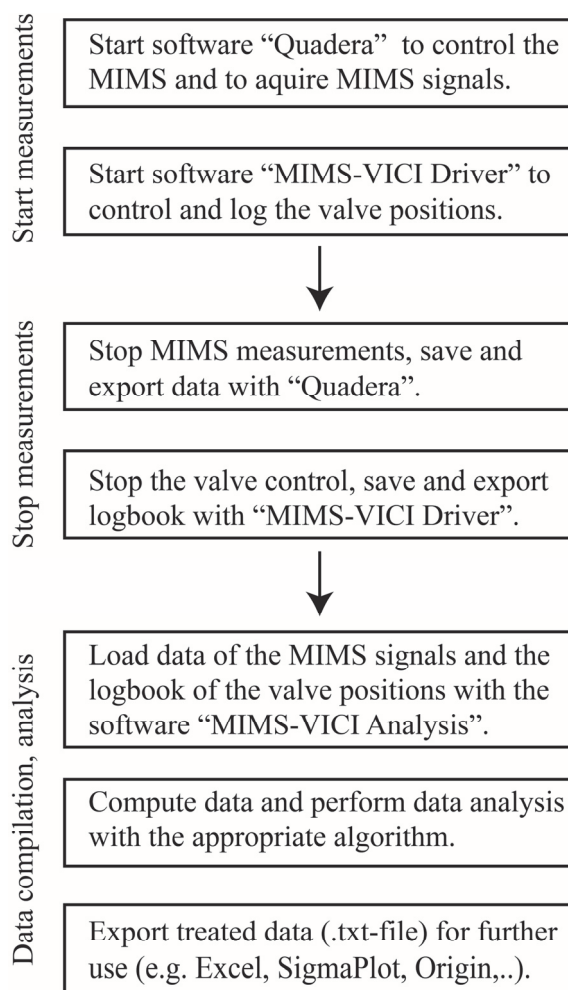 Start measurements
Start software “Quadera” to control the
MIMS and to aquire MIMS signals.
Start software “MIMS-VICI Driver” to
control and log the valve positions.
Stop measurements
Stop MIMS measurements, save and
export data with “Quadera”.
Stop the valve control, save and export
logbook with “MIMS-VICI Driver”.
Data compilation, analysis
Load data of the MIMS signals and the
logbook of the valve positions with the
software “MIMS-VICI Analysis”.
Compute data and perform data analysis
with the appropriate algorithm.
Export treated data (.txt-file) for further
use (e.g. Excel, SigmaPlot, Origin,..).